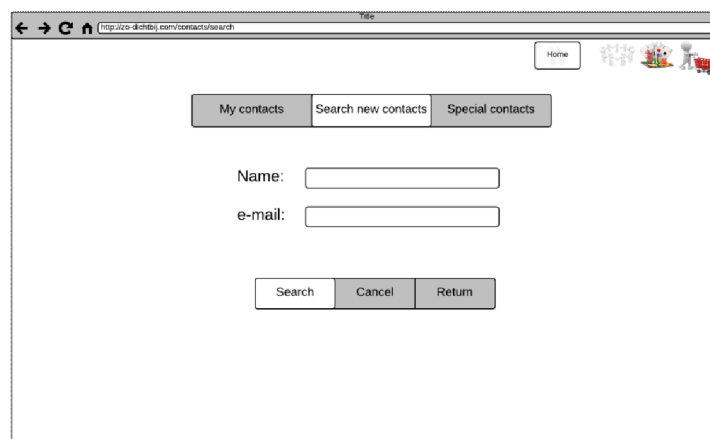 Title
http://zo-dichtbij.com/contacts/search
Home
My contacts Search new contacts Special contacts
Name:
e-mail:
Search Cancel Return